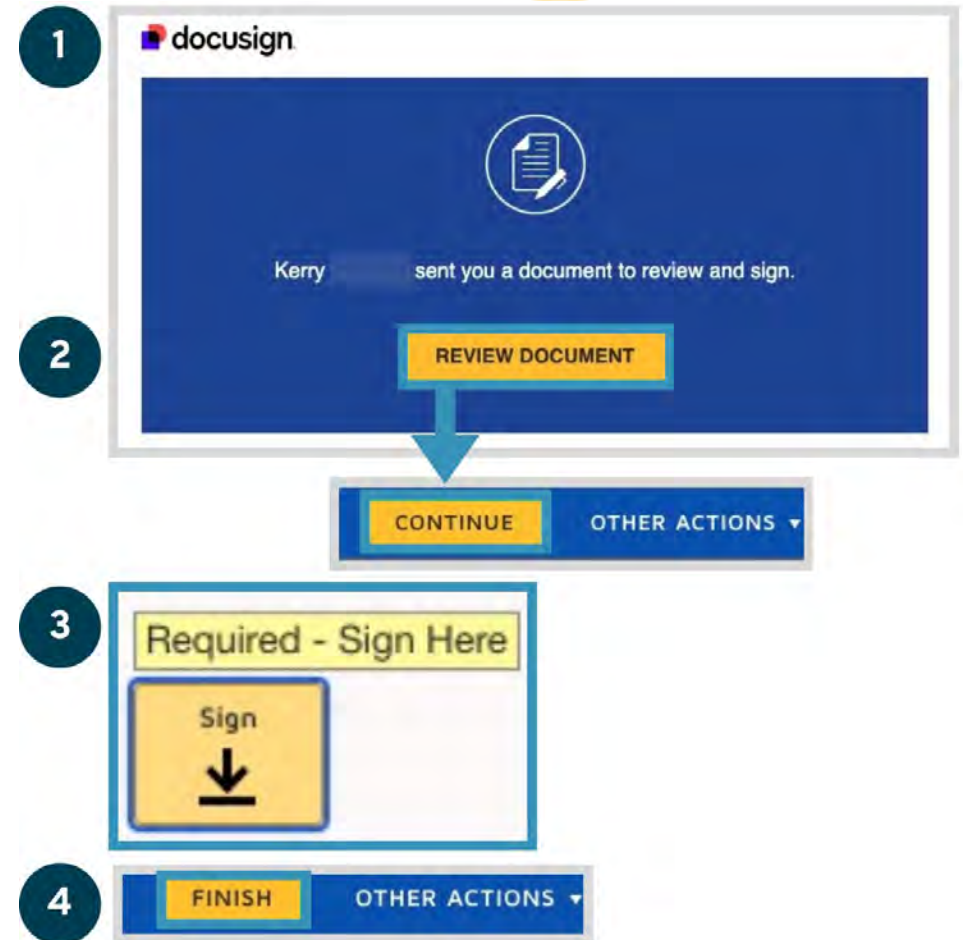 1
docusign
Kerry sent you a document to review and sign.
2
REVIEW DOCUMENT
CONTINUE OTHER ACTIONS
3
Required - Sign Here
Sign
4
FINISH OTHER ACTIONS